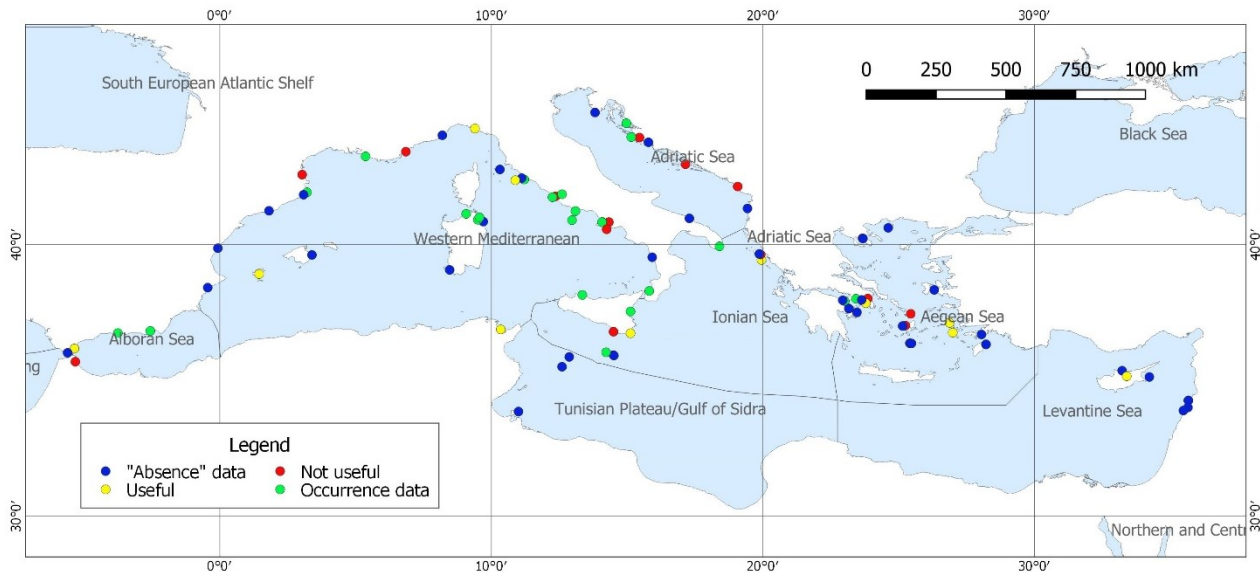 0°0′ 10°0′ 20°0′ 30°0′
South European Atlantic Shelf
0 250 500 750 1000 km
Black Sea
Adriatic Sea
40°0′ Western Mediterranean Adriatic Sea 40°0′
Alboran Sea Ionian Sea Aegean Sea
ng
Tunisian Plateau/Gulf of Sidra Levantine Sea
Legend
"Absence" data Not useful
Useful Occurrence data
30°0′ 30°0′
Northern and Centr
0°0′ 10°0′ 20°0′ 30°0′